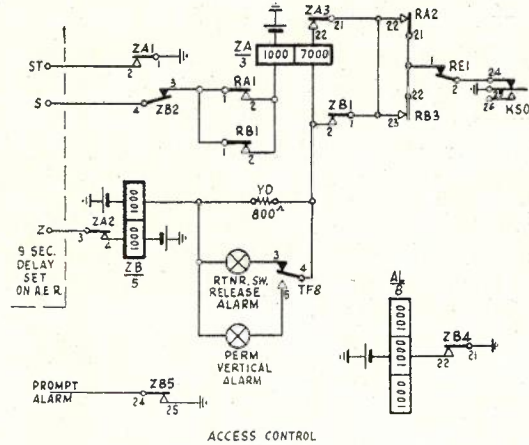 ST
ZA1
2
1
S
4
3
ZB2
1
RA1
2
1
RB1
2
ZA
3
1000
7000
ZA3
21
22
22
RA2
21
22
ZB1
2
1
23
RB3
1
RE1
2
24
25
26
KSO
Z
3
ZA2
2
1000
1000
ZB
5
YD
800
3
4
5
TF8
RTNR. SW.
RELEASE
ALARM
PERM
VERTICAL
ALARM
9 SEC.
DELAY
SET
ON A.E.R.
AL
1000
1000
1000
ZB4
22
21
PROMPT
ALARM
24
ZB5
25
ACCESS CONTROL